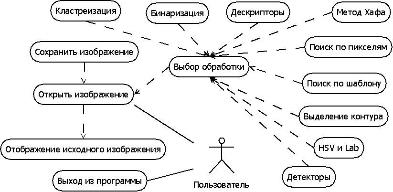 Кластреизация
Бинаризация
Дескрипторы
Метод Хафа
Сохранить изображение
Поиск по пикселям
Выбор обработки
Поиск по шаблону
Открыть изображение
Выделение контура
Отображение исходного изображения
HSV и Lab
Детекторы
Выход из программы
Пользователь